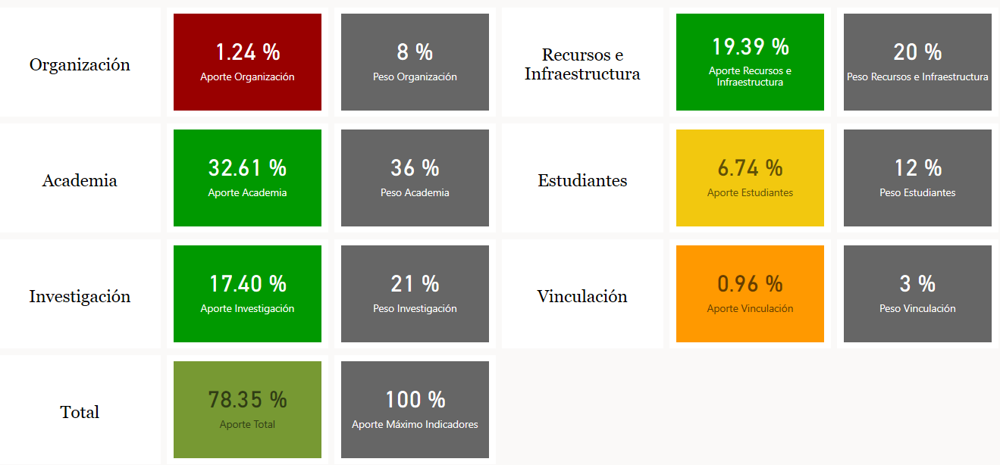 Organización
1.24 %
Aporte Organización
8 %
Peso Organización
Recursos e
Infraestructura
19.39 %
Aporte Recursos e
Infraestructura
20 %
Peso Recursos e Infraestructura
Academia
32.61 %
Aporte Academia
36 %
Peso Academia
Estudiantes
6.74 %
Aporte Estudiantes
12 %
Peso Estudiantes
Investigación
17.40 %
Aporte Investigación
21 %
Peso Investigación
Vinculación
0.96 %
Aporte Vinculación
3 %
Peso Vinculación
Total
78.35 %
Aporte Total
100 %
Aporte Máximo Indicadores